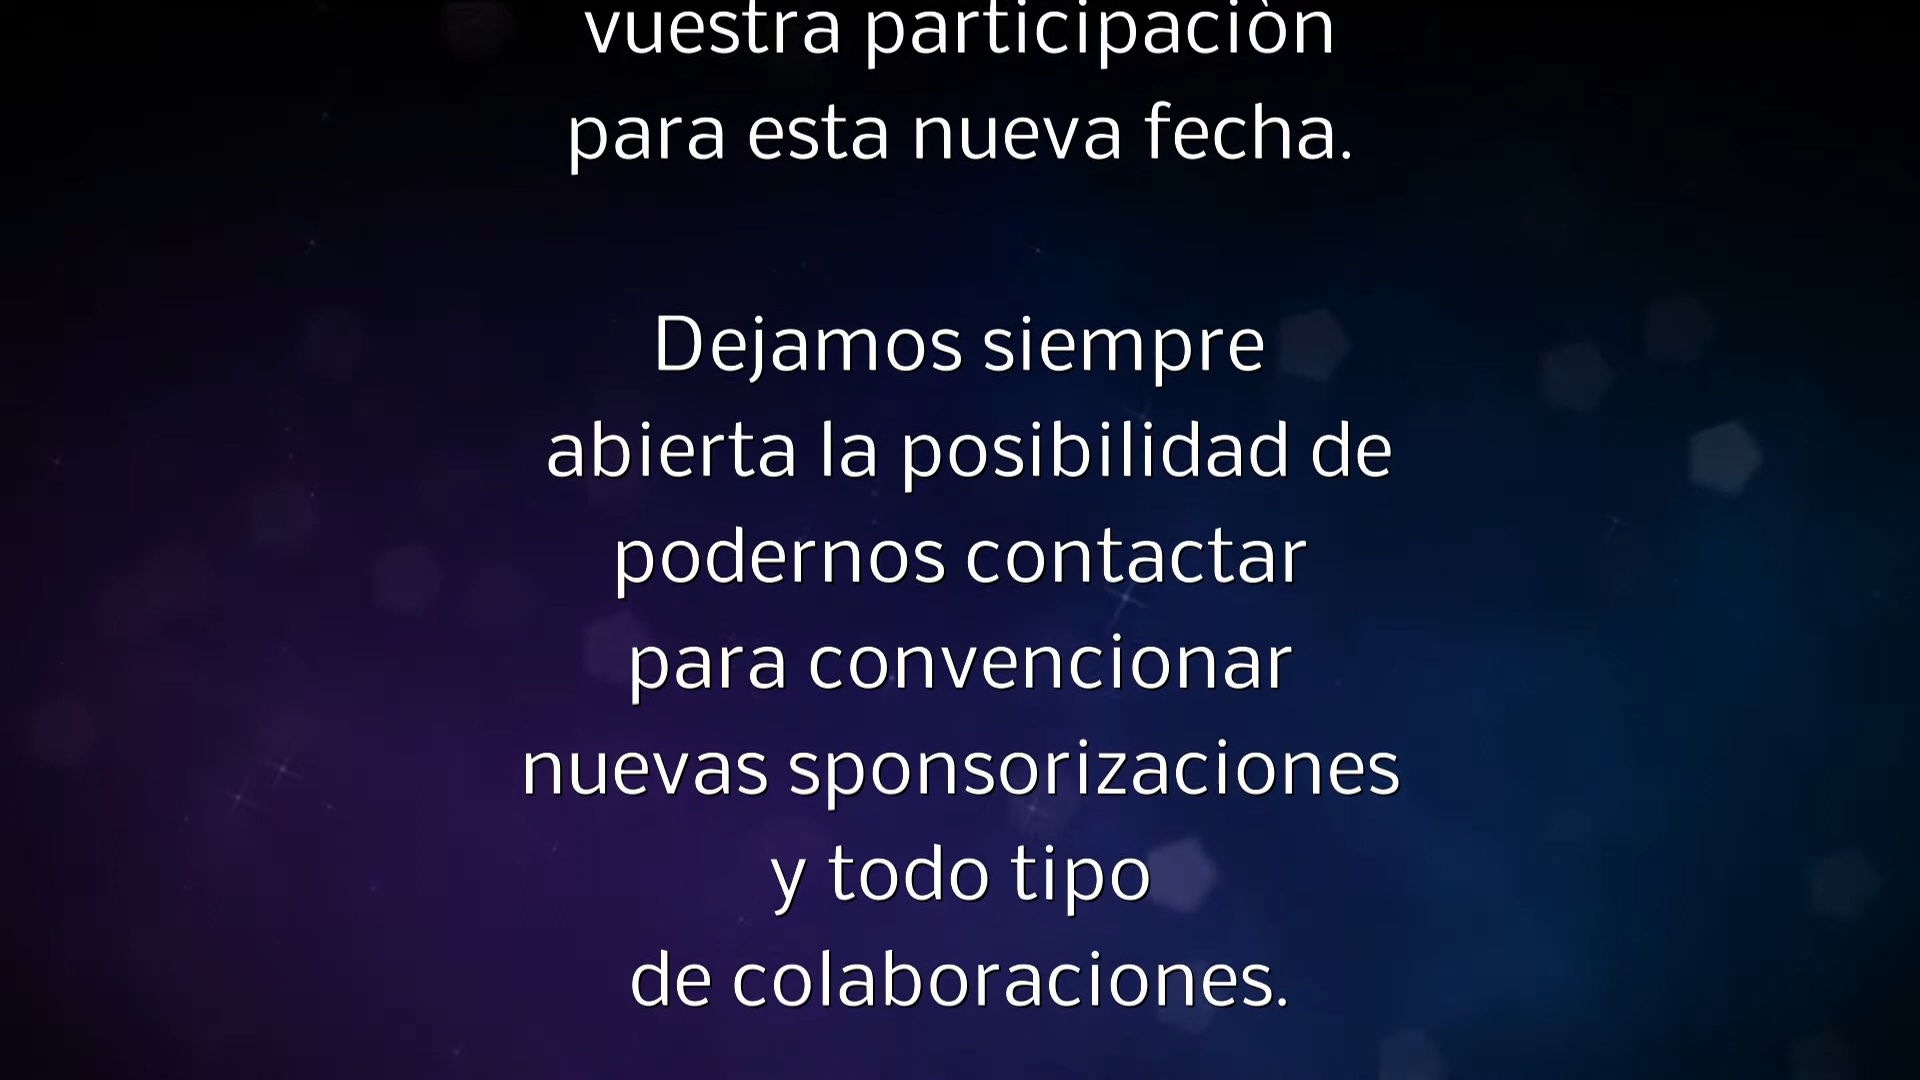 vuestra participaciòn
para esta nueva fecha.
Dejamos siempre
abierta la posibilidad de
podernos contactar
para convencionar
nuevas sponsorizaciones
y todo tipo
de colaboraciones.